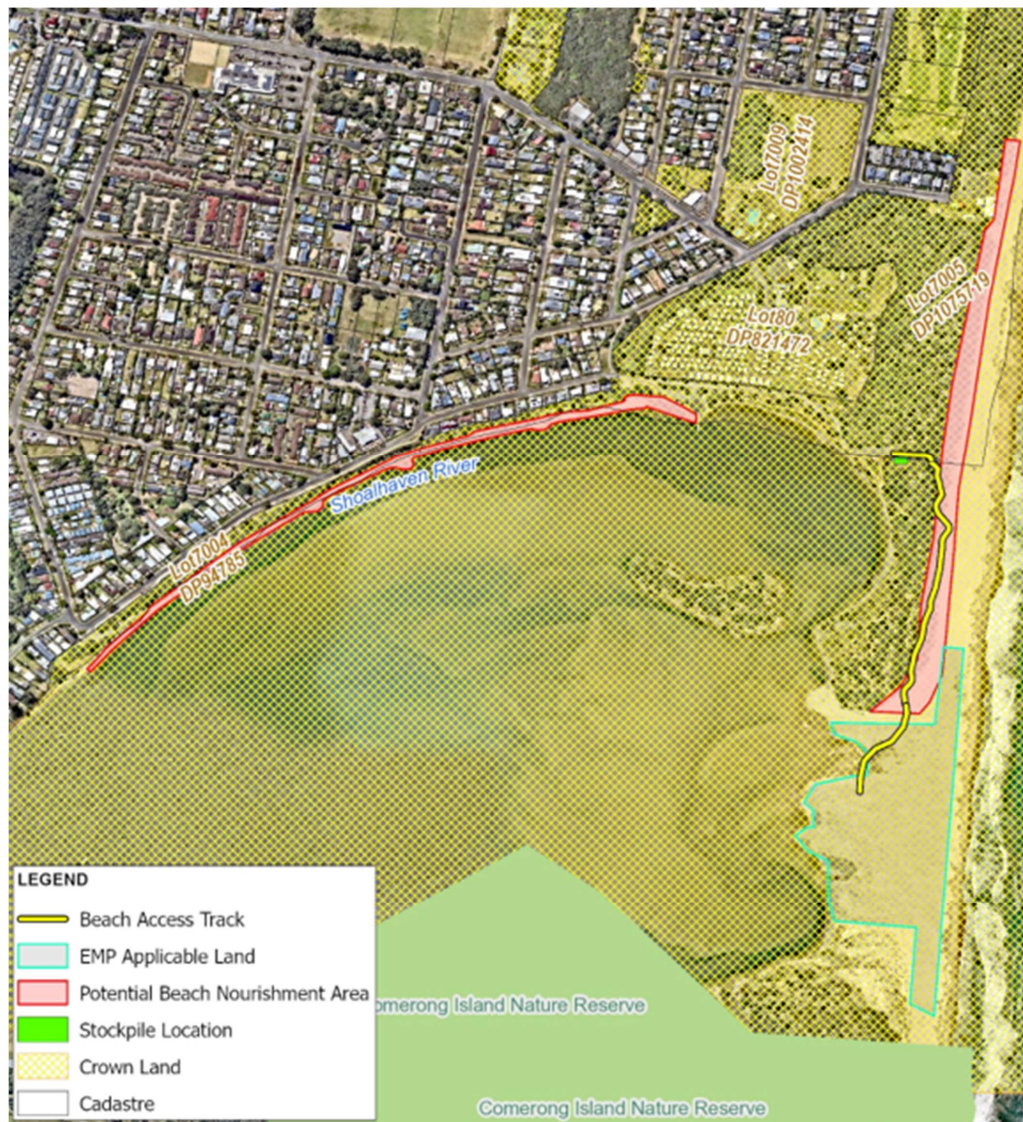 Lot7009
DP1002414
Lot7005
DP1075719
Lot80
DP821472
Shoalhaven River
Lot7004
DP94785
LEGEND
Beach Access Track
EMP Applicable Land
Potential Beach Nourishment Area
Stockpile Location
Crown Land
Cadastre
omerong Island Nature Reserve
Comerong Island Nature Reserve